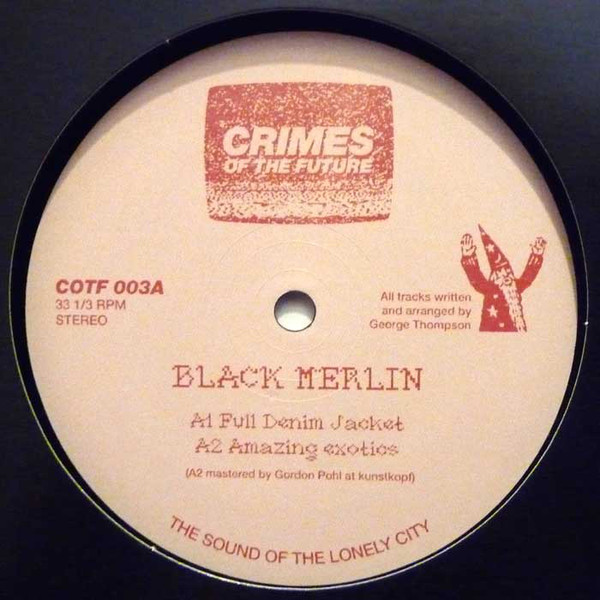 CRIMES
OF THE FUTURE
COTF 003A
33 1/3 RPM
STEREO
All tracks written
and arranged by
George Thompson
BLACK MERLIN
A1 Full Denim Jacket
A2 Amazing exotics
(A2 mastered by Gordon Pohl at kunstkopf)
THE SOUND OF THE LONELY CITY